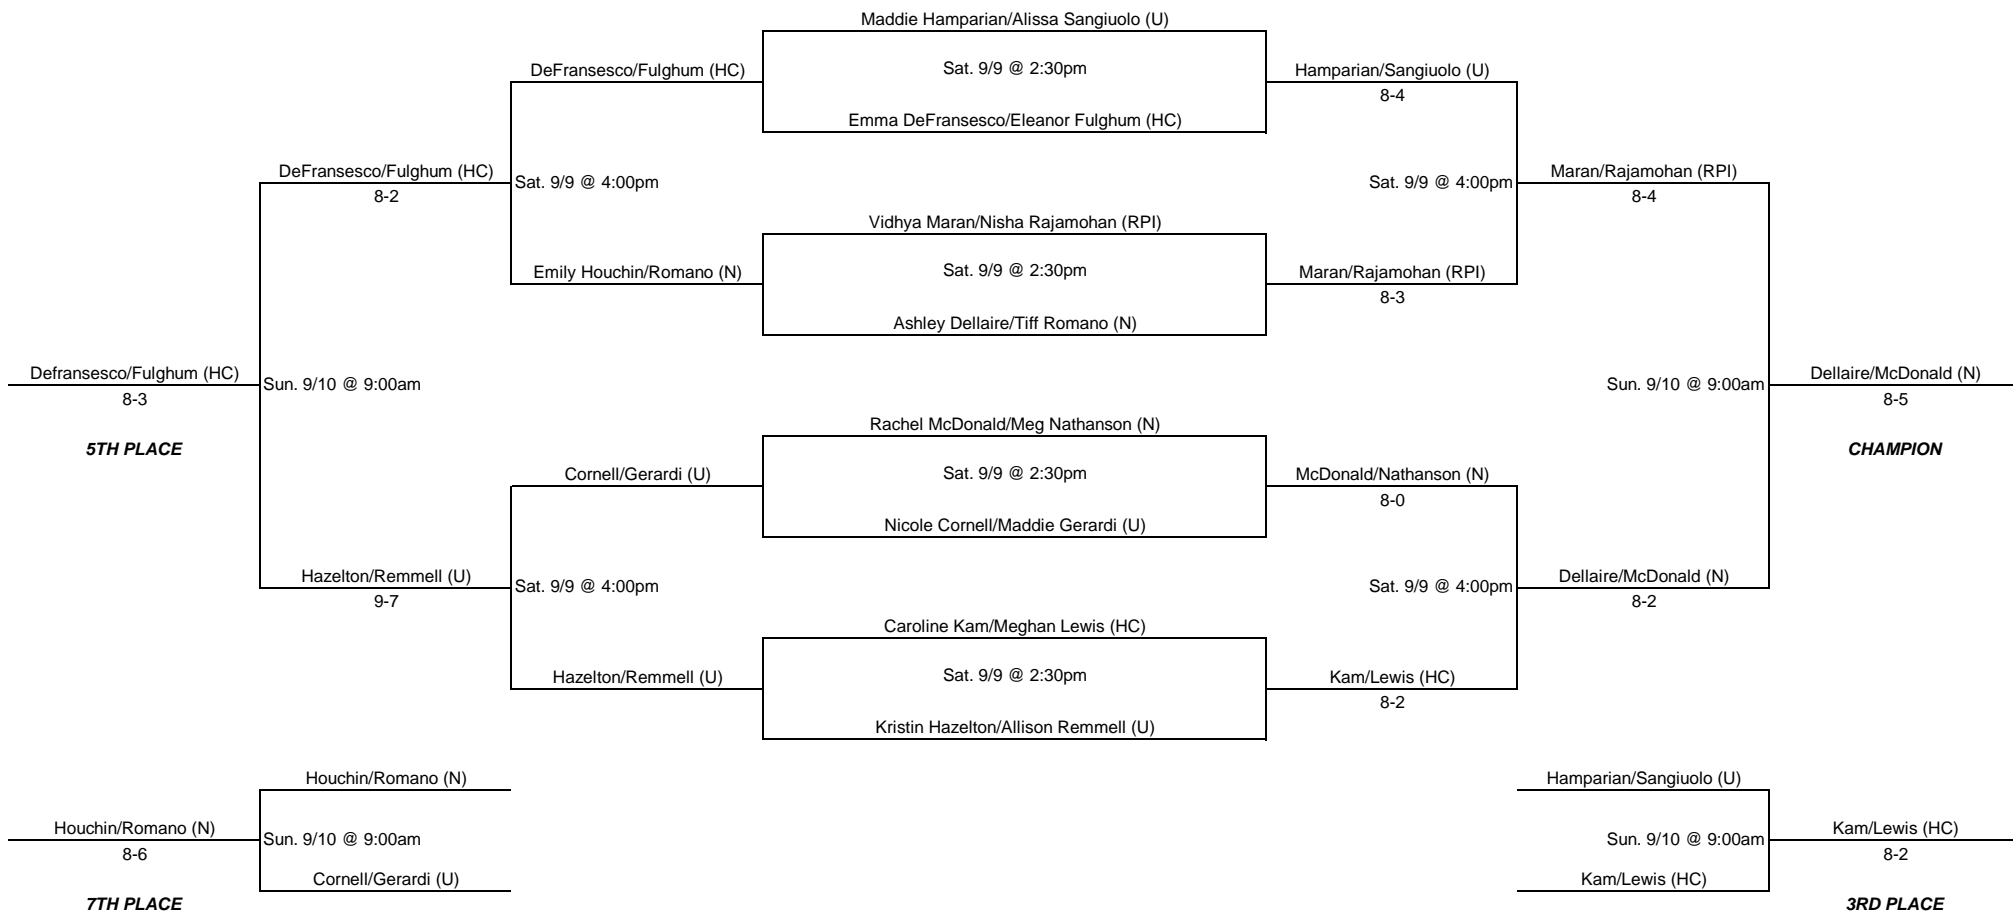 Maddie Hamparian/Alissa Sangiuolo (U)
DeFransesco/Fulghum (HC)
Sat. 9/9 @ 2:30pm
Hamparian/Sangiuolo (U)
8-4
Emma DeFransesco/Eleanor Fulghum (HC)
DeFransesco/Fulghum (HC)
8-2
Sat. 9/9 @ 4:00pm
Sat. 9/9 @ 4:00pm
Maran/Rajamohan (RPI)
8-4
Vidhya Maran/Nisha Rajamohan (RPI)
Emily Houchin/Romano (N)
Sat. 9/9 @ 2:30pm
Maran/Rajamohan (RPI)
8-3
Ashley Dellaire/Tiff Romano (N)
Defransesco/Fulghum (HC)
8-3
Sun. 9/10 @ 9:00am
Sun. 9/10 @ 9:00am
Dellaire/McDonald (N)
8-5
5TH PLACE
Rachel McDonald/Meg Nathanson (N)
CHAMPION
Cornell/Gerardi (U)
Sat. 9/9 @ 2:30pm
McDonald/Nathanson (N)
8-0
Nicole Cornell/Maddie Gerardi (U)
Hazelton/Remmell (U)
9-7
Sat. 9/9 @ 4:00pm
Sat. 9/9 @ 4:00pm
Dellaire/McDonald (N)
8-2
Caroline Kam/Meghan Lewis (HC)
Hazelton/Remmell (U)
Sat. 9/9 @ 2:30pm
Kam/Lewis (HC)
8-2
Kristin Hazelton/Allison Remmell (U)
Houchin/Romano (N)
Hamparian/Sangiuolo (U)
Houchin/Romano (N)
8-6
Sun. 9/10 @ 9:00am
Sun. 9/10 @ 9:00am
Kam/Lewis (HC)
8-2
Cornell/Gerardi (U)
Kam/Lewis (HC)
7TH PLACE
3RD PLACE